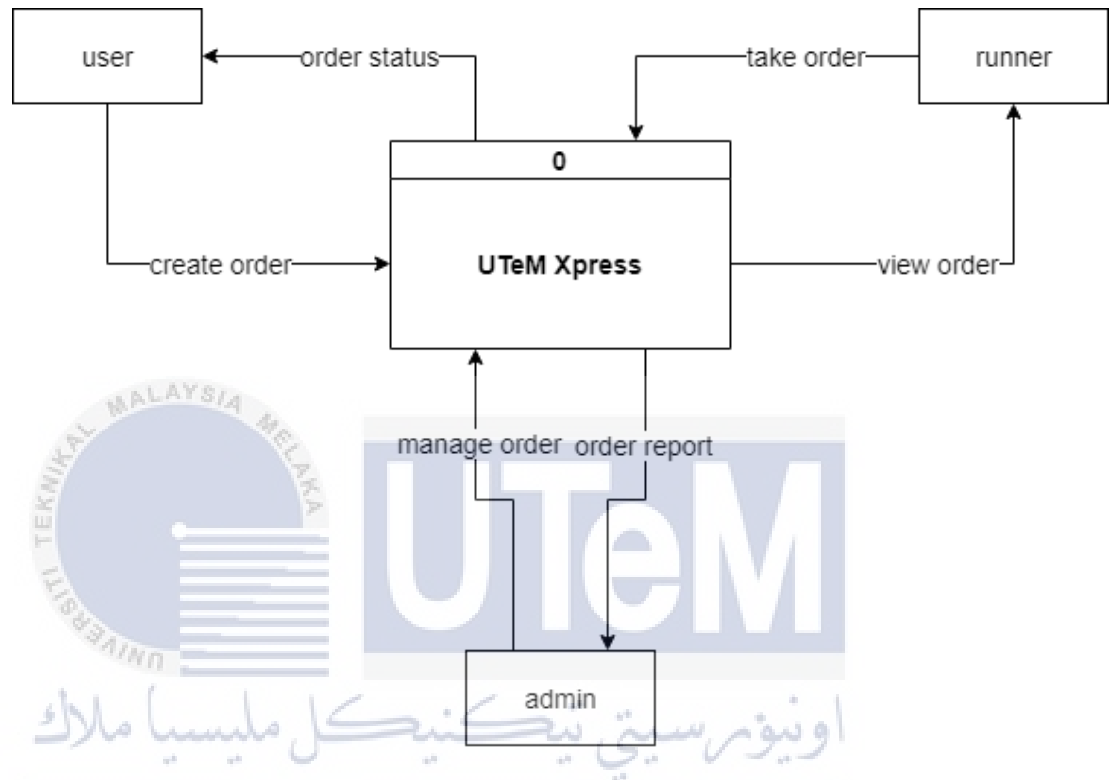 user
order status
take order
runner
0
create order
UTeM Xpress
view order
manage order
order report
admin
UNIVERSITI TEKNIKAL MALAYSIA MELAKA
UTeM
اونيۏرسيتي تيكنيكل مليسيا ملاك